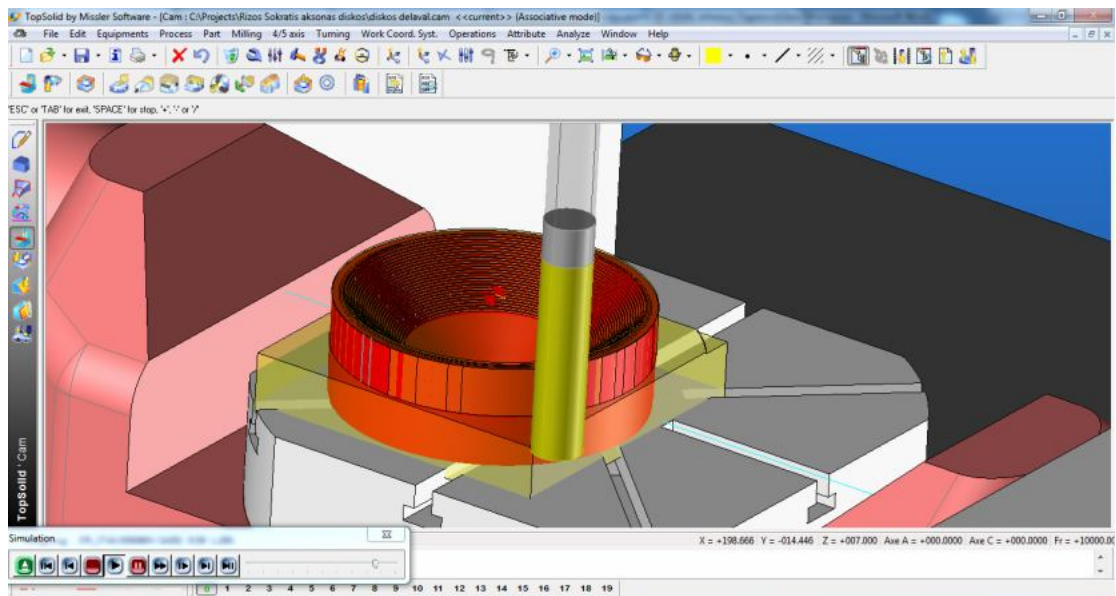 TopSolid by Missler Software - [Cam : C:\Projects\Rizos Sokratis aksonas diskos\diskos delaval.cam <<current>> (Associative mode)]
File Edit Equipments Process Part Milling 4/5 axis Turning Work Coord. Syst. Operations Attribute Analyze Window Help
'ESC' or 'TAB' for exit, 'SPACE' for stop, '+', '-' or '/'
TopSolid'Cam
Simulation
X = +198.666 Y = -014.446 Z = +007.000 Axe A = +000.0000 Axe C = +000.0000 Fr = +10000.00
0 1 2 3 4 5 6 7 8 9 10 11 12 13 14 15 16 17 18 19